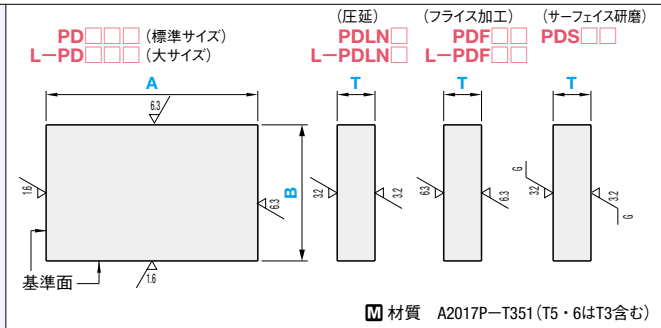 PD□□□(標準サイズ)
L−PD□□□(大サイズ)
(圧延)
PDLN□
L−PDLN□
(フライス加工)
PDF□□
L−PDF□□
(サーフェイス研磨)
PDS□□
A
T
T
T
6.3
1.6
B
6.3
3.2
3.2
6.3
6.3
G
3.2
3.2
G
基準面
1.6
M 材質 A2017P−T351(T5・6はT3含む)